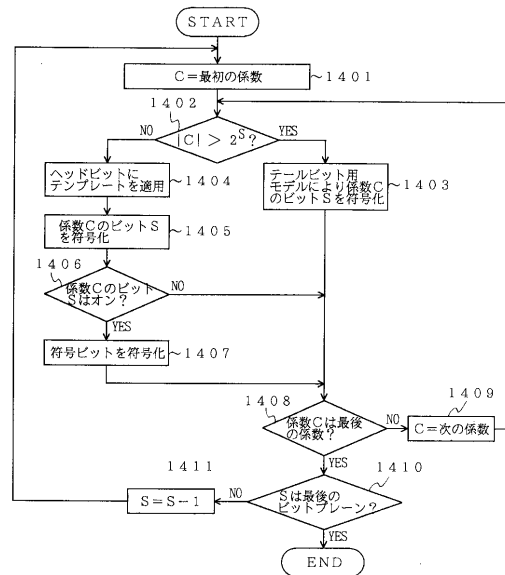 START
C=最初の係数
1401
1402
|C| > 2^S?
NO
YES
ヘッドビットに
テンプレートを適用
1404
テールビット用
モデルにより係数C
のビットSを符号化
1403
係数CのビットS
を符号化
1405
1406
係数Cのビット
Sはオン?
NO
YES
符号ビットを符号化
1407
1408
係数Cは最後
の係数?
NO
YES
1409
C=次の係数
1410
Sは最後の
ビットプレーン?
NO
YES
1411
S=S-1
END